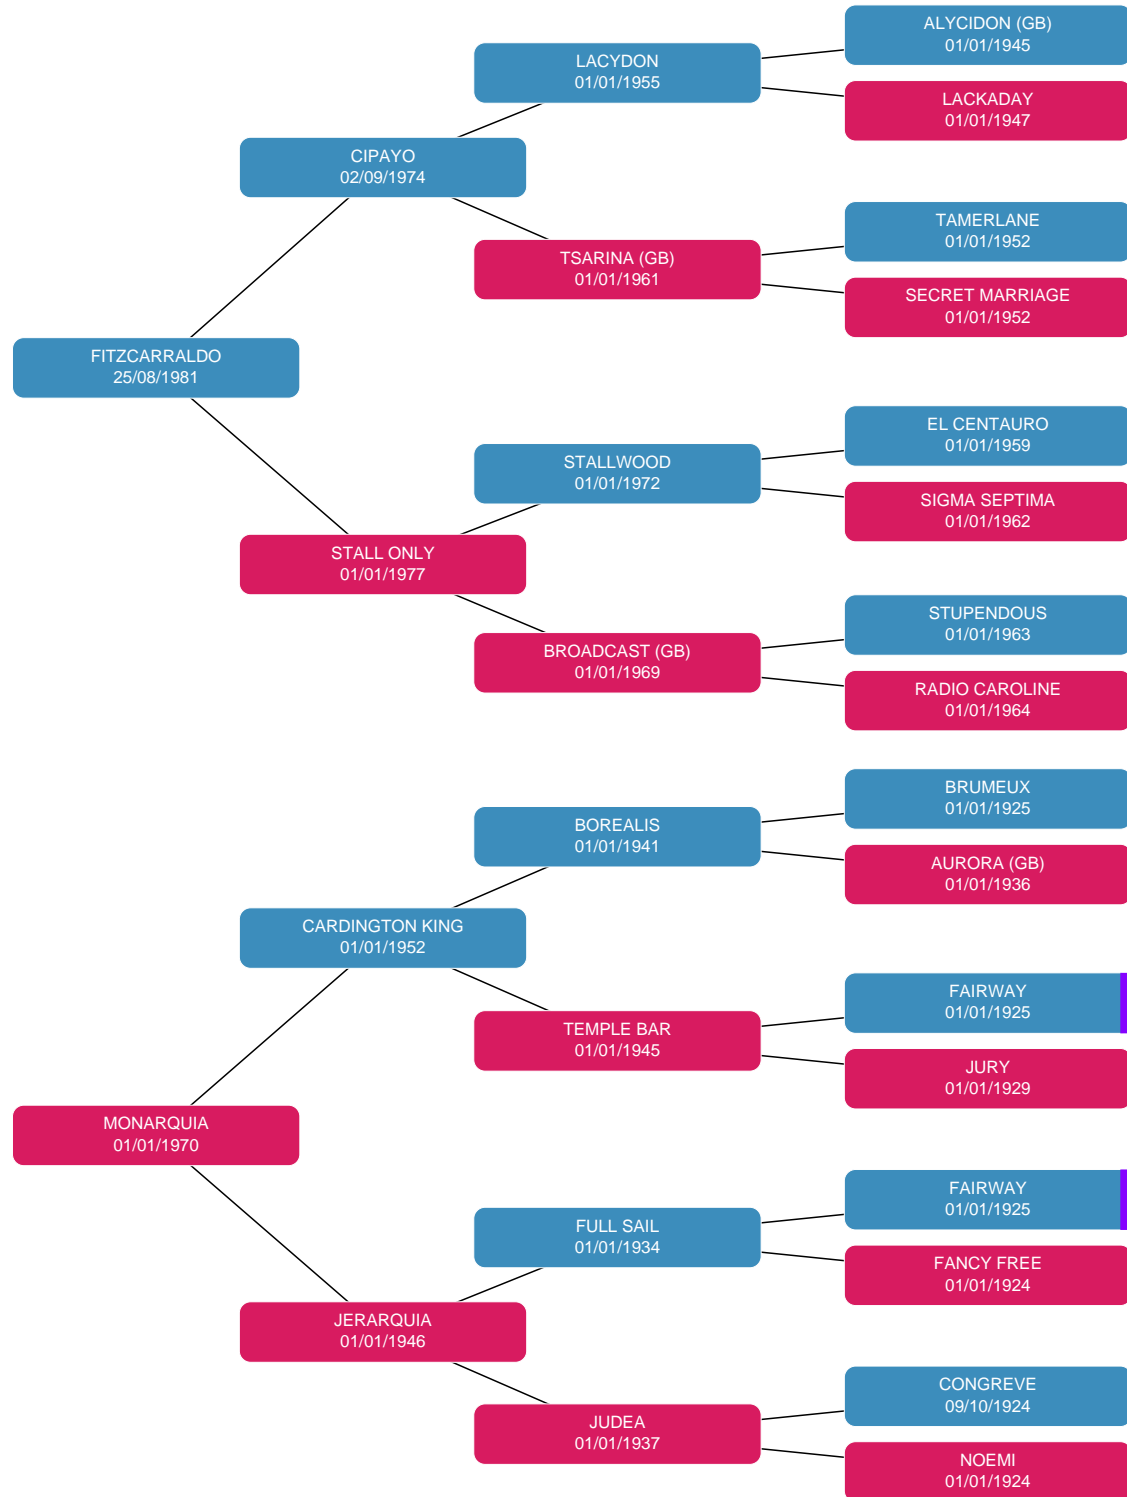 ALYCIDON (GB)
01/01/1945
LACYDON
01/01/1955
LACKADAY
01/01/1947
CIPAYO
02/09/1974
TAMERLANE
01/01/1952
TSARINA (GB)
01/01/1961
SECRET MARRIAGE
01/01/1952
FITZCARRALDO
25/08/1981
EL CENTAURO
01/01/1959
STALLWOOD
01/01/1972
SIGMA SEPTIMA
01/01/1962
STALL ONLY
01/01/1977
STUPENDOUS
01/01/1963
BROADCAST (GB)
01/01/1969
RADIO CAROLINE
01/01/1964
BRUMEUX
01/01/1925
BOREALIS
01/01/1941
AURORA (GB)
01/01/1936
CARDINGTON KING
01/01/1952
FAIRWAY
01/01/1925
TEMPLE BAR
01/01/1945
JURY
01/01/1929
MONARQUIA
01/01/1970
FAIRWAY
01/01/1925
FULL SAIL
01/01/1934
FANCY FREE
01/01/1924
JERARQUIA
01/01/1946
CONGREVE
09/10/1924
JUDEA
01/01/1937
NOEMI
01/01/1924